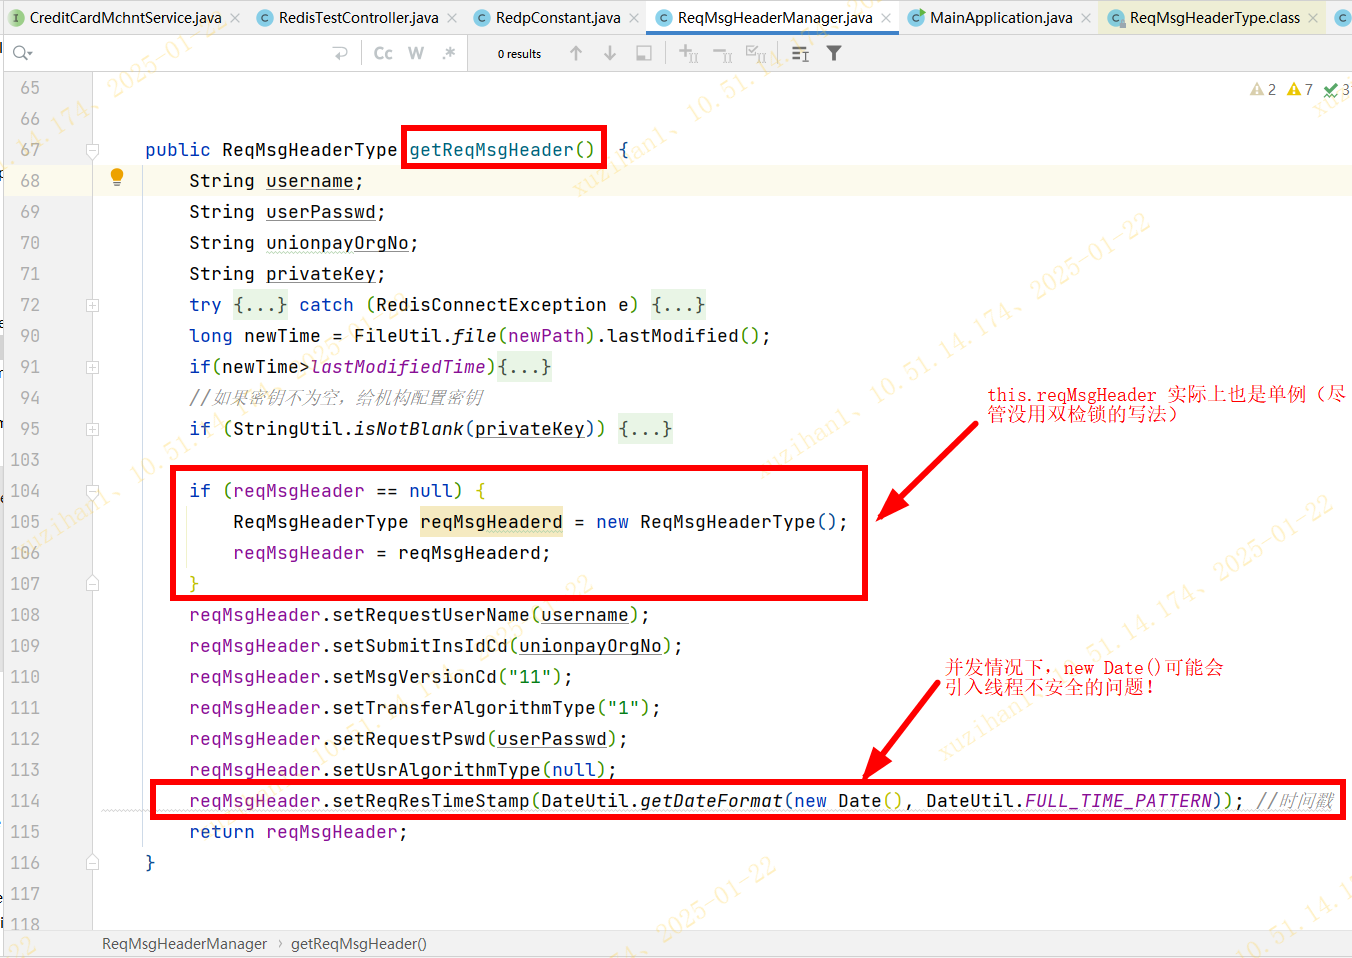 CreditCardMchntService.java RedisTestController.java RedpConstant.java ReqMsgHeaderManager.java MainApplication.java ReqMsgHeaderType.class
Cc W .* 0 results
2 7 3
65
66
67 public ReqMsgHeaderType getReqMsgHeader() {
68 String username;
69 String userPasswd;
70 String unionpayOrgNo;
71 String privateKey;
72 try {...} catch (RedisConnectException e) {...}
90 long newTime = FileUtil.file(newPath).lastModified();
91 if(newTime>lastModifiedTime){...}
94 //如果密钥不为空，给机构配置密钥
95 if (StringUtil.isNotBlank(privateKey)) {...}
103
this.reqMsgHeader 实际上也是单例（尽
管没用双检锁的写法）
104 if (reqMsgHeader == null) {
105 ReqMsgHeaderType reqMsgHeaderd = new ReqMsgHeaderType();
106 reqMsgHeader = reqMsgHeaderd;
107 }
108 reqMsgHeader.setRequestUserName(username);
109 reqMsgHeader.setSubmitInsIdCd(unionpayOrgNo);
110 reqMsgHeader.setMsgVersionCd("11");
111 reqMsgHeader.setTransferAlgorithmType("1");
112 reqMsgHeader.setRequestPswd(userPasswd);
113 reqMsgHeader.setUsrAlgorithmType(null);
并发情况下，new Date()可能会
引入线程不安全的问题！
114 reqMsgHeader.setReqResTimeStamp(DateUtil.getDateFormat(new Date(), DateUtil.FULL_TIME_PATTERN)); //时间戳
115 return reqMsgHeader;
116 }
117
118
ReqMsgHeaderManager › getReqMsgHeader()
xuzihan1、10.51.14.174、2025-01-22